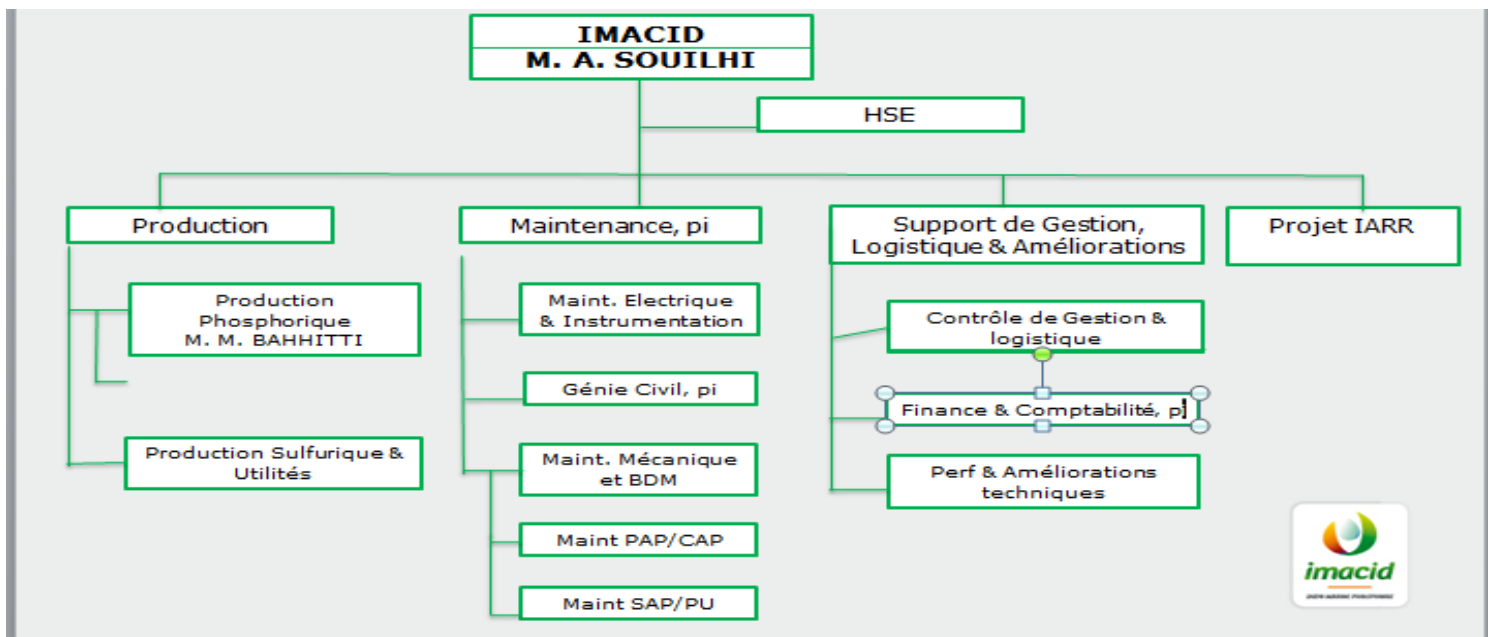 IMACID
M. A. SOUILHI
HSE
Production
Maintenance, pi
Support de Gestion,
Logistique & Améliorations
Projet IARR
Production
Phosphorique
M. M. BAHHITTI
Production Sulfurique &
Utilités
Maint. Electrique
& Instrumentation
Génie Civil, pi
Maint. Mécanique
et BDM
Maint PAP/CAP
Maint SAP/PU
Contrôle de Gestion &
logistique
Finance & Comptabilité, p
Perf & Améliorations
techniques
imacid